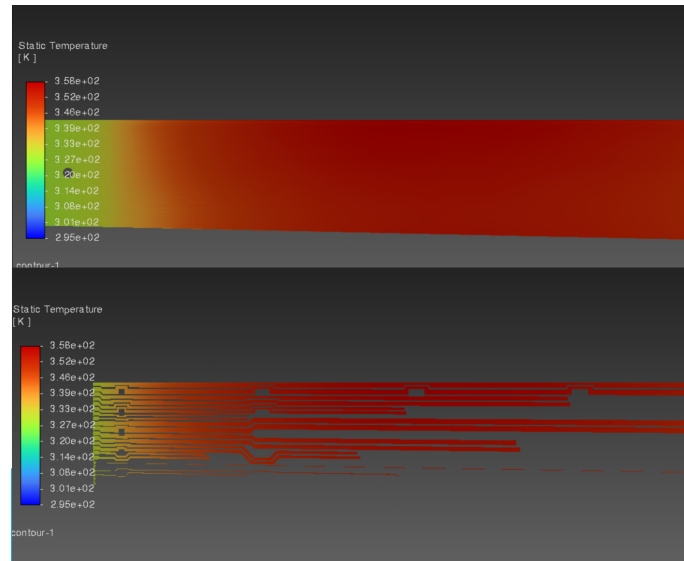 Static Temperature
[ K ]
3.58e+02
3.52e+02
3.46e+02
3.39e+02
3.33e+02
3.27e+02
3.20e+02
3.14e+02
3.08e+02
3.01e+02
2.95e+02
contour-1
Static Temperature
[ K ]
3.58e+02
3.52e+02
3.46e+02
3.39e+02
3.33e+02
3.27e+02
3.20e+02
3.14e+02
3.08e+02
3.01e+02
2.95e+02
contour-1